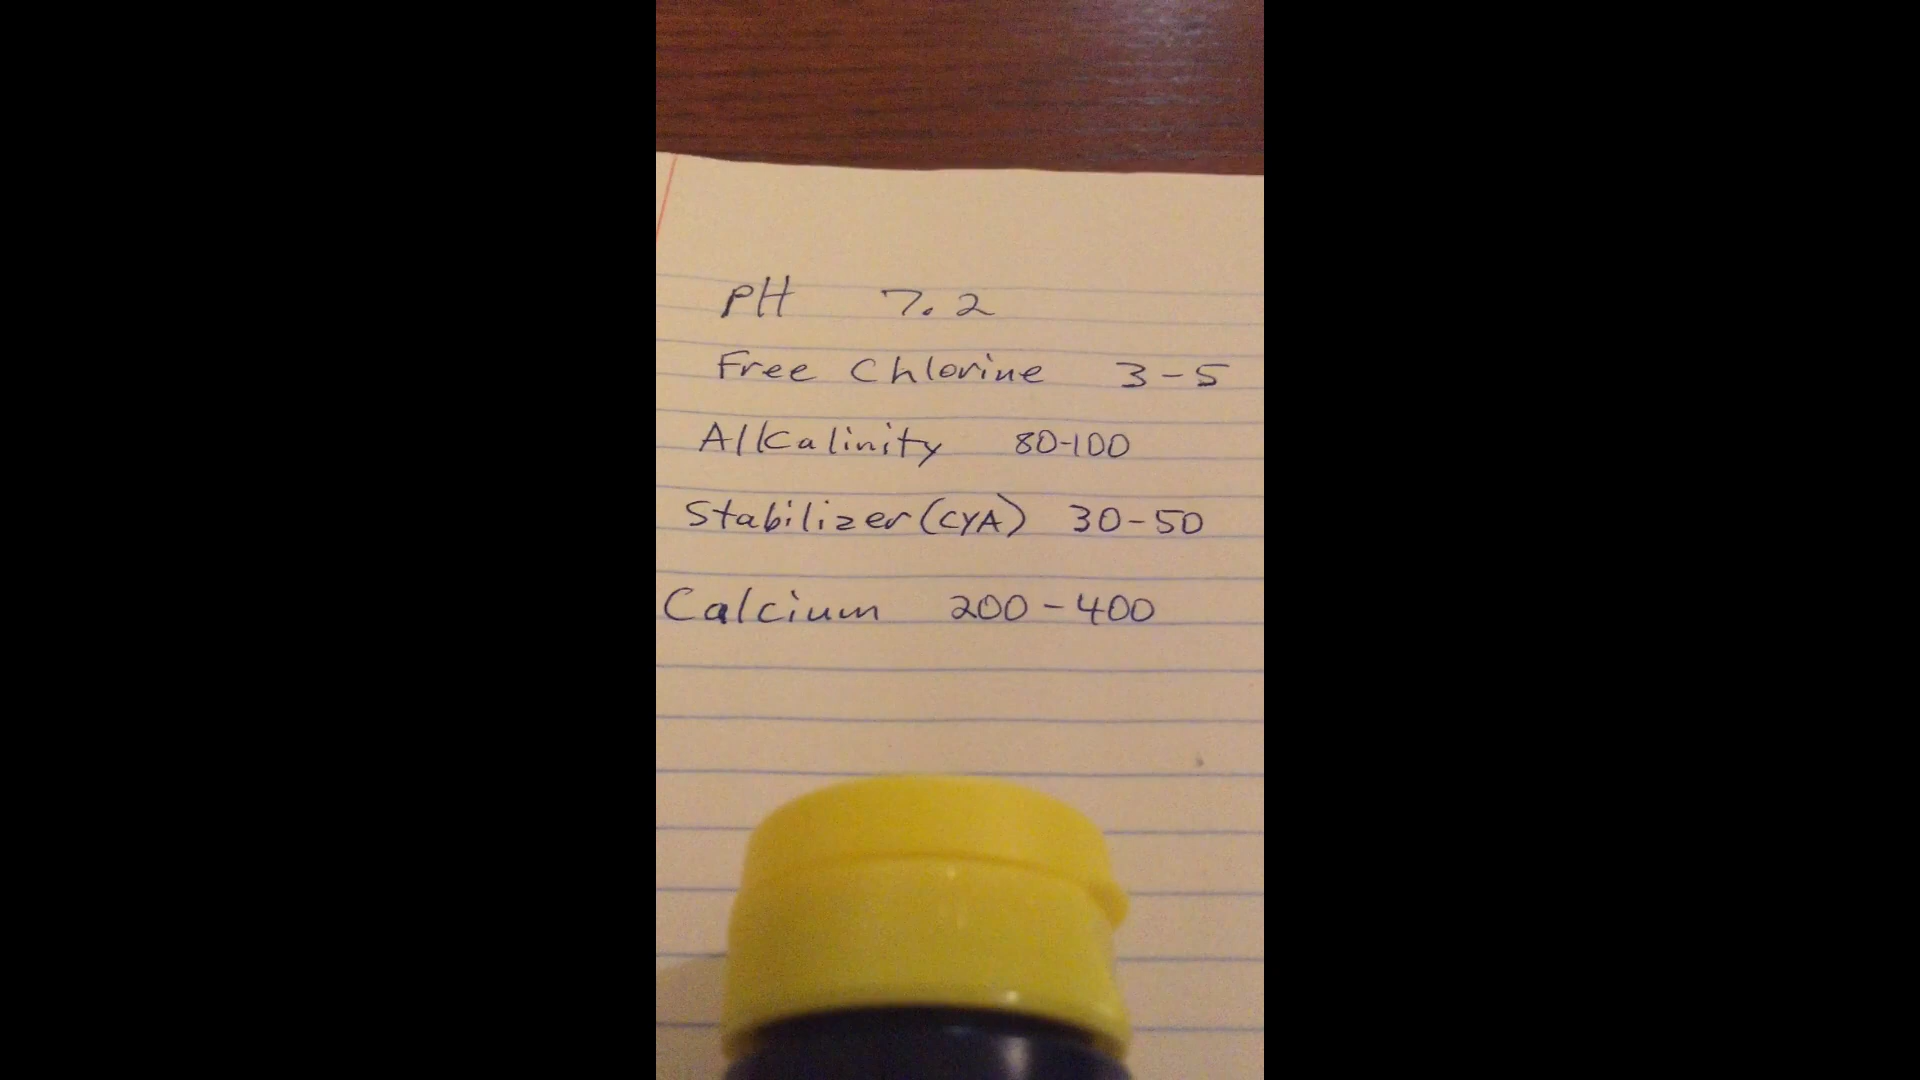 pH 7.2
Free Chlorine 3-5
Alkalinity 80-100
Stabilizer (CYA) 30-50
Calcium 200-400